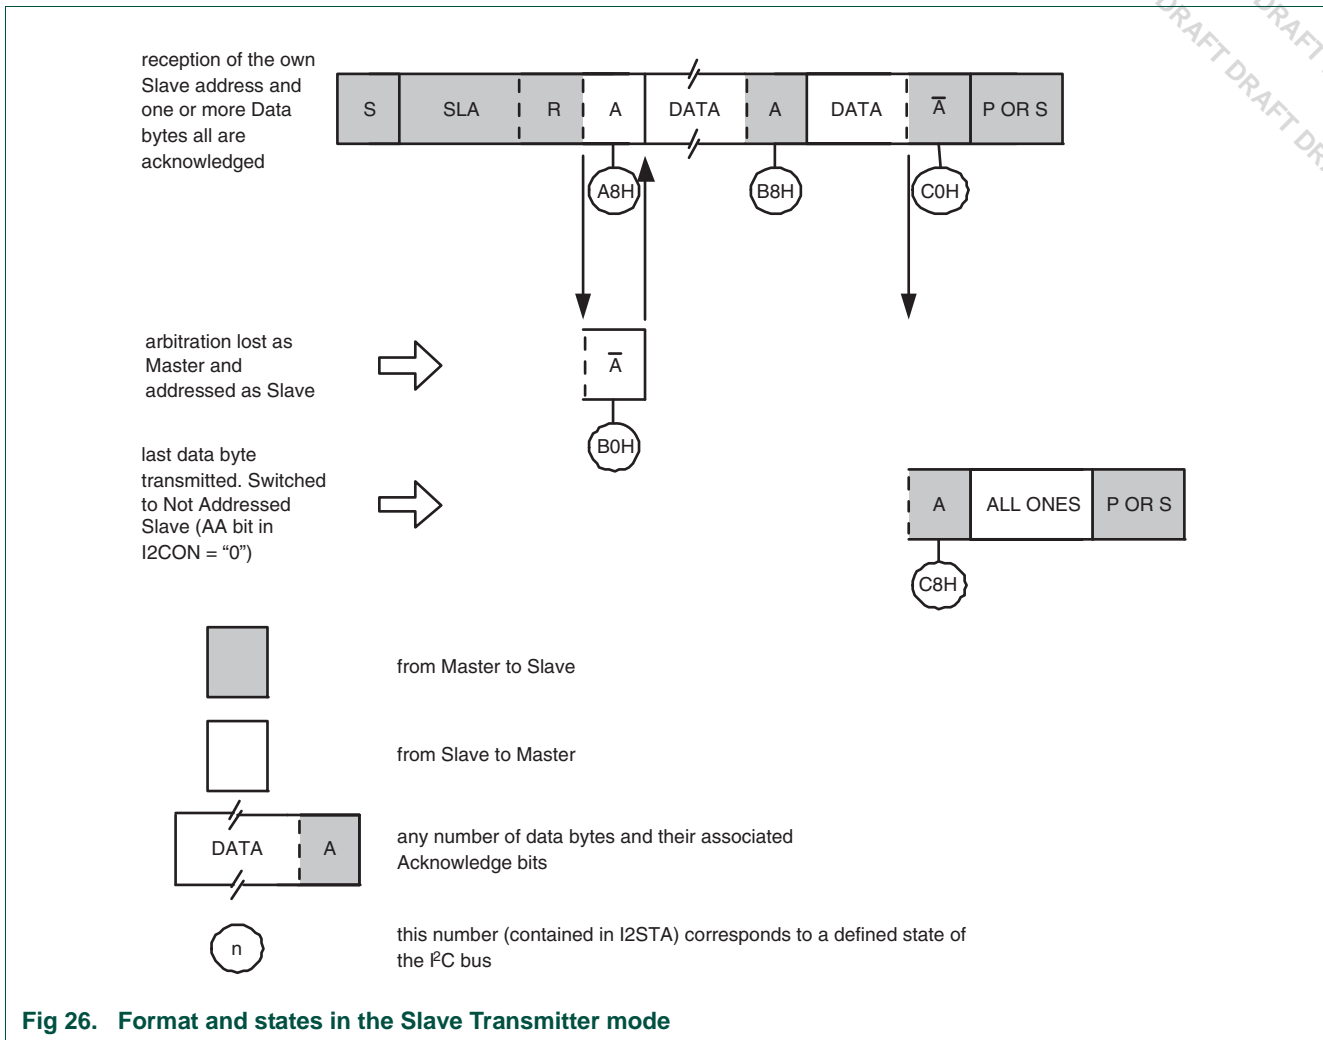 DRAFT DRAFT DRAFT
DRAFT
reception of the own
Slave address and
one or more Data
bytes all are
acknowledged
S SLA R A DATA A DATA A̅ P OR S
A8H B8H C0H
arbitration lost as
Master and
addressed as Slave
A̅
B0H
last data byte
transmitted. Switched
to Not Addressed
Slave (AA bit in
I2CON = “0”)
A ALL ONES P OR S
C8H
from Master to Slave
from Slave to Master
DATA A
any number of data bytes and their associated
Acknowledge bits
n
this number (contained in I2STA) corresponds to a defined state of
the I²C bus
Fig 26. Format and states in the Slave Transmitter mode